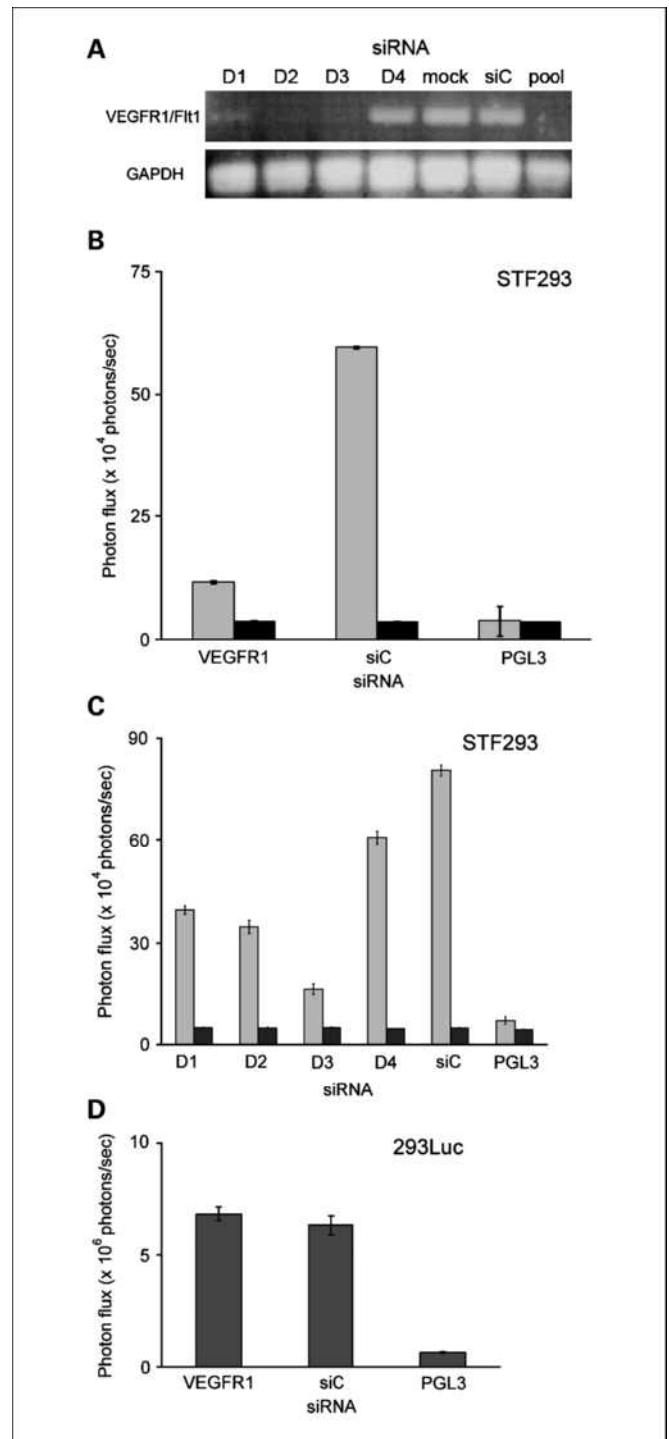 A
siRNA
D1 D2 D3 D4 mock siC pool
VEGFR1/Flt1
GAPDH
B
STF293
Photon flux (x 10⁴ photons/sec)
75
50
25
0
VEGFR1 siC PGL3
siRNA
C
STF293
Photon flux (x 10⁴ photons/sec)
90
60
30
0
D1 D2 D3 D4 siC PGL3
siRNA
D
293Luc
Photon flux (x 10⁶ photons/sec)
10
5
0
VEGFR1 siC PGL3
siRNA